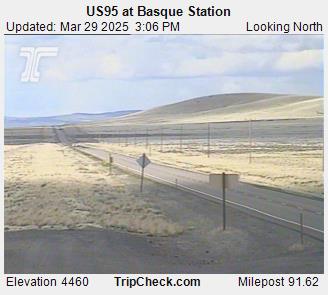 US95 at Basque Station
Updated: Mar 29 2025 3:06 PM Looking North
Elevation 4460 TripCheck.com Milepost 91.62